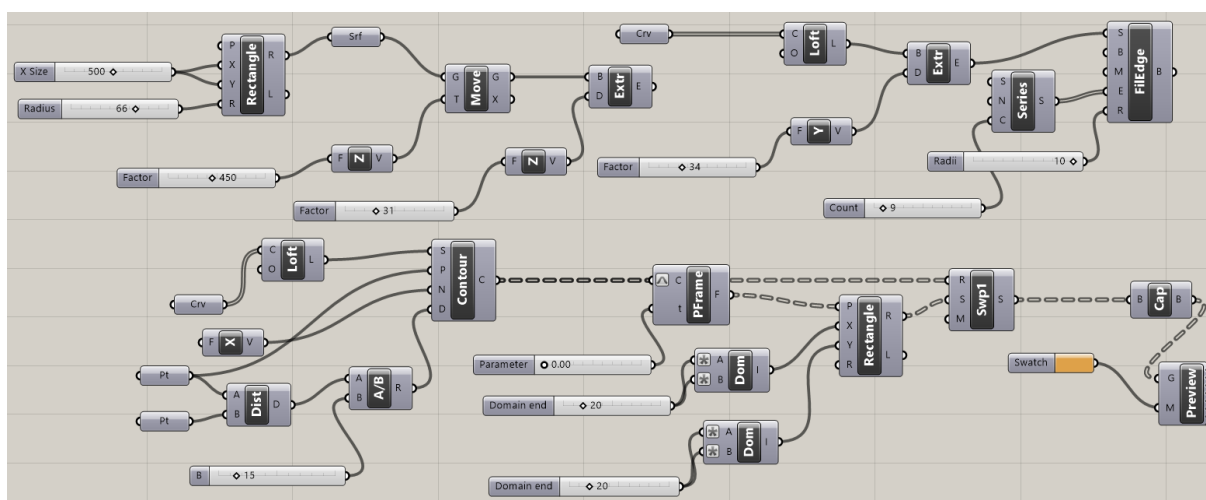 X Size 500
Radius 66
P X Y R Rectangle R L
Srf
Factor 450
F Z V
G T Move G X
Factor 31
F Z V
B D Extr E
Crv
C O Loft L
Factor 34
F Y V
B D Extr E
S N C Series S
Count 9
Radii 10
S B M E R FilEdge B
Crv
C O Loft L
F X V
Pt
Pt
A B Dist D
B 15
A B A/B R
S P N D Contour C
Parameter 0.00
C t PFrame F
Domain end 20
A B Dom I
Domain end 20
A B Dom I
P X Y R Rectangle R L
R S M Swp1 S
B Cap B
Swatch
G M Preview